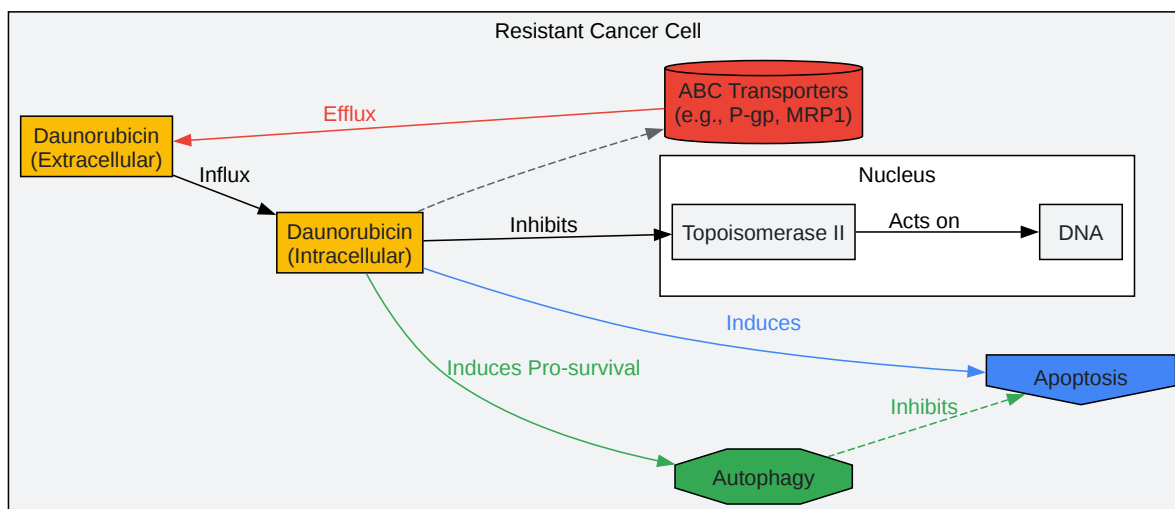 Resistant Cancer Cell
ABC Transporters
(e.g., P-gp, MRP1)
Efflux
Daunorubicin
(Extracellular)
Influx
Nucleus
Daunorubicin
(Intracellular)
Inhibits
Topoisomerase II
Acts on
DNA
Induces
Induces Pro-survival
Apoptosis
Inhibits
Autophagy